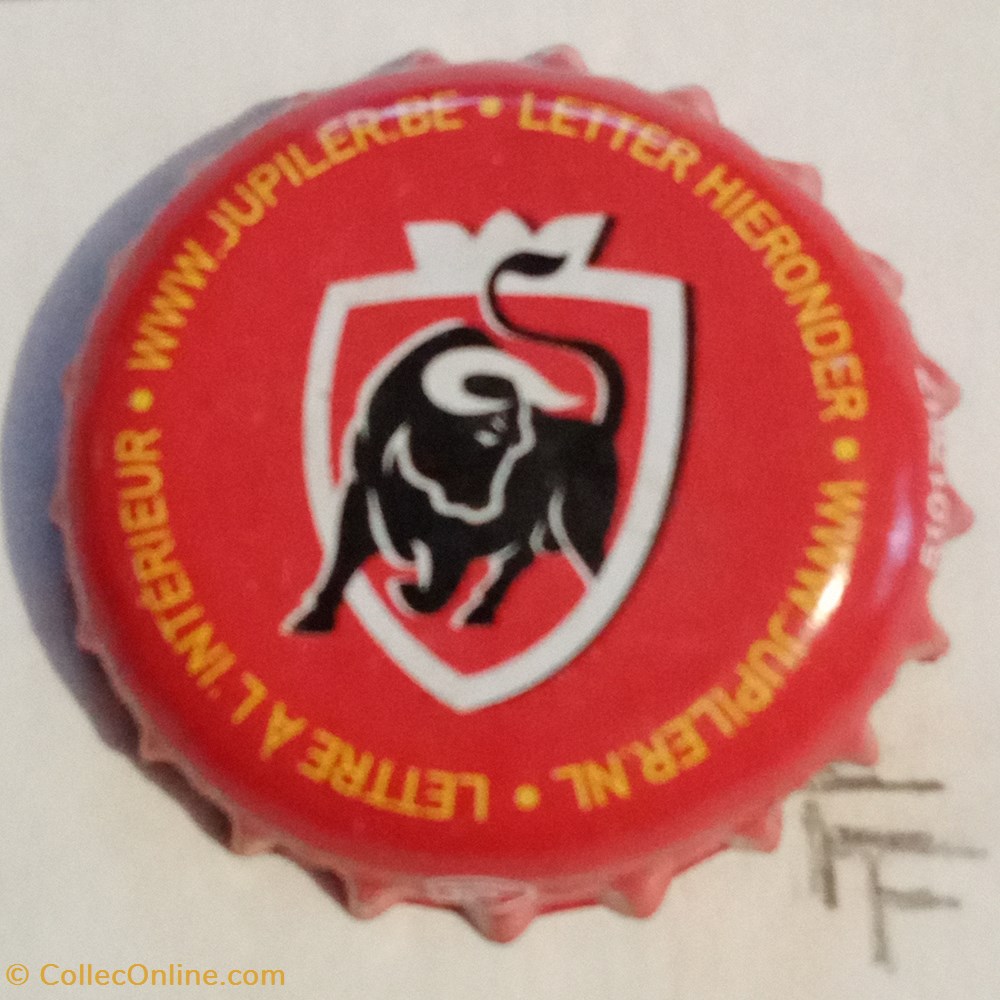 WWW.JUPILER.BE • LETTER HIERONDER • WWW.JUPILER.NL • LETTRE À L'INTÉRIEUR •
© CollecOnline.com